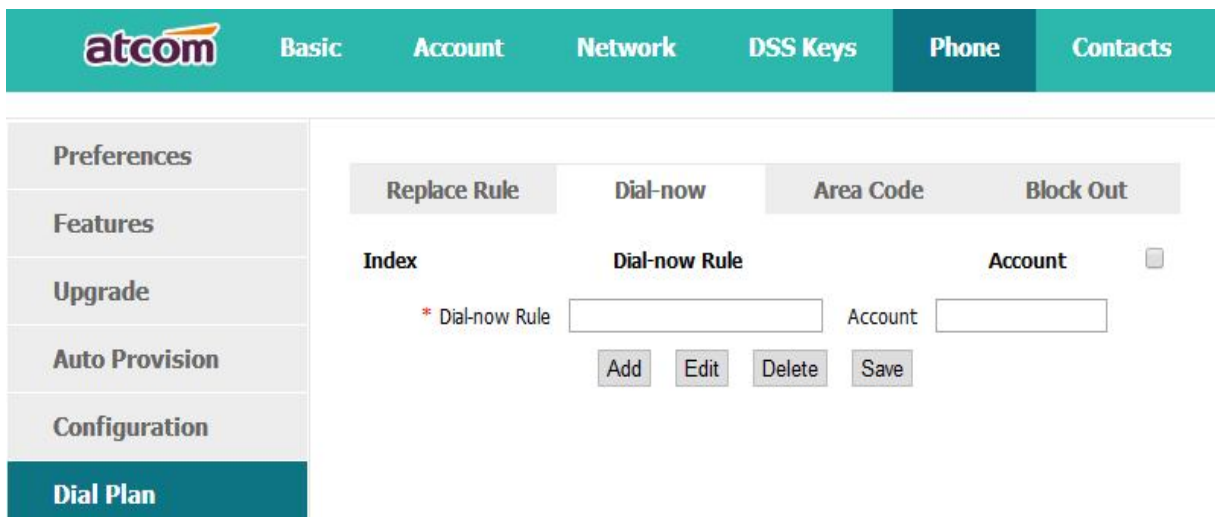 atcom Basic Account Network DSS Keys Phone Contacts
Preferences
Features
Upgrade
Auto Provision
Configuration
Dial Plan
Replace Rule Dial-now Area Code Block Out
Index Dial-now Rule Account
* Dial-now Rule Account
Add Edit Delete Save